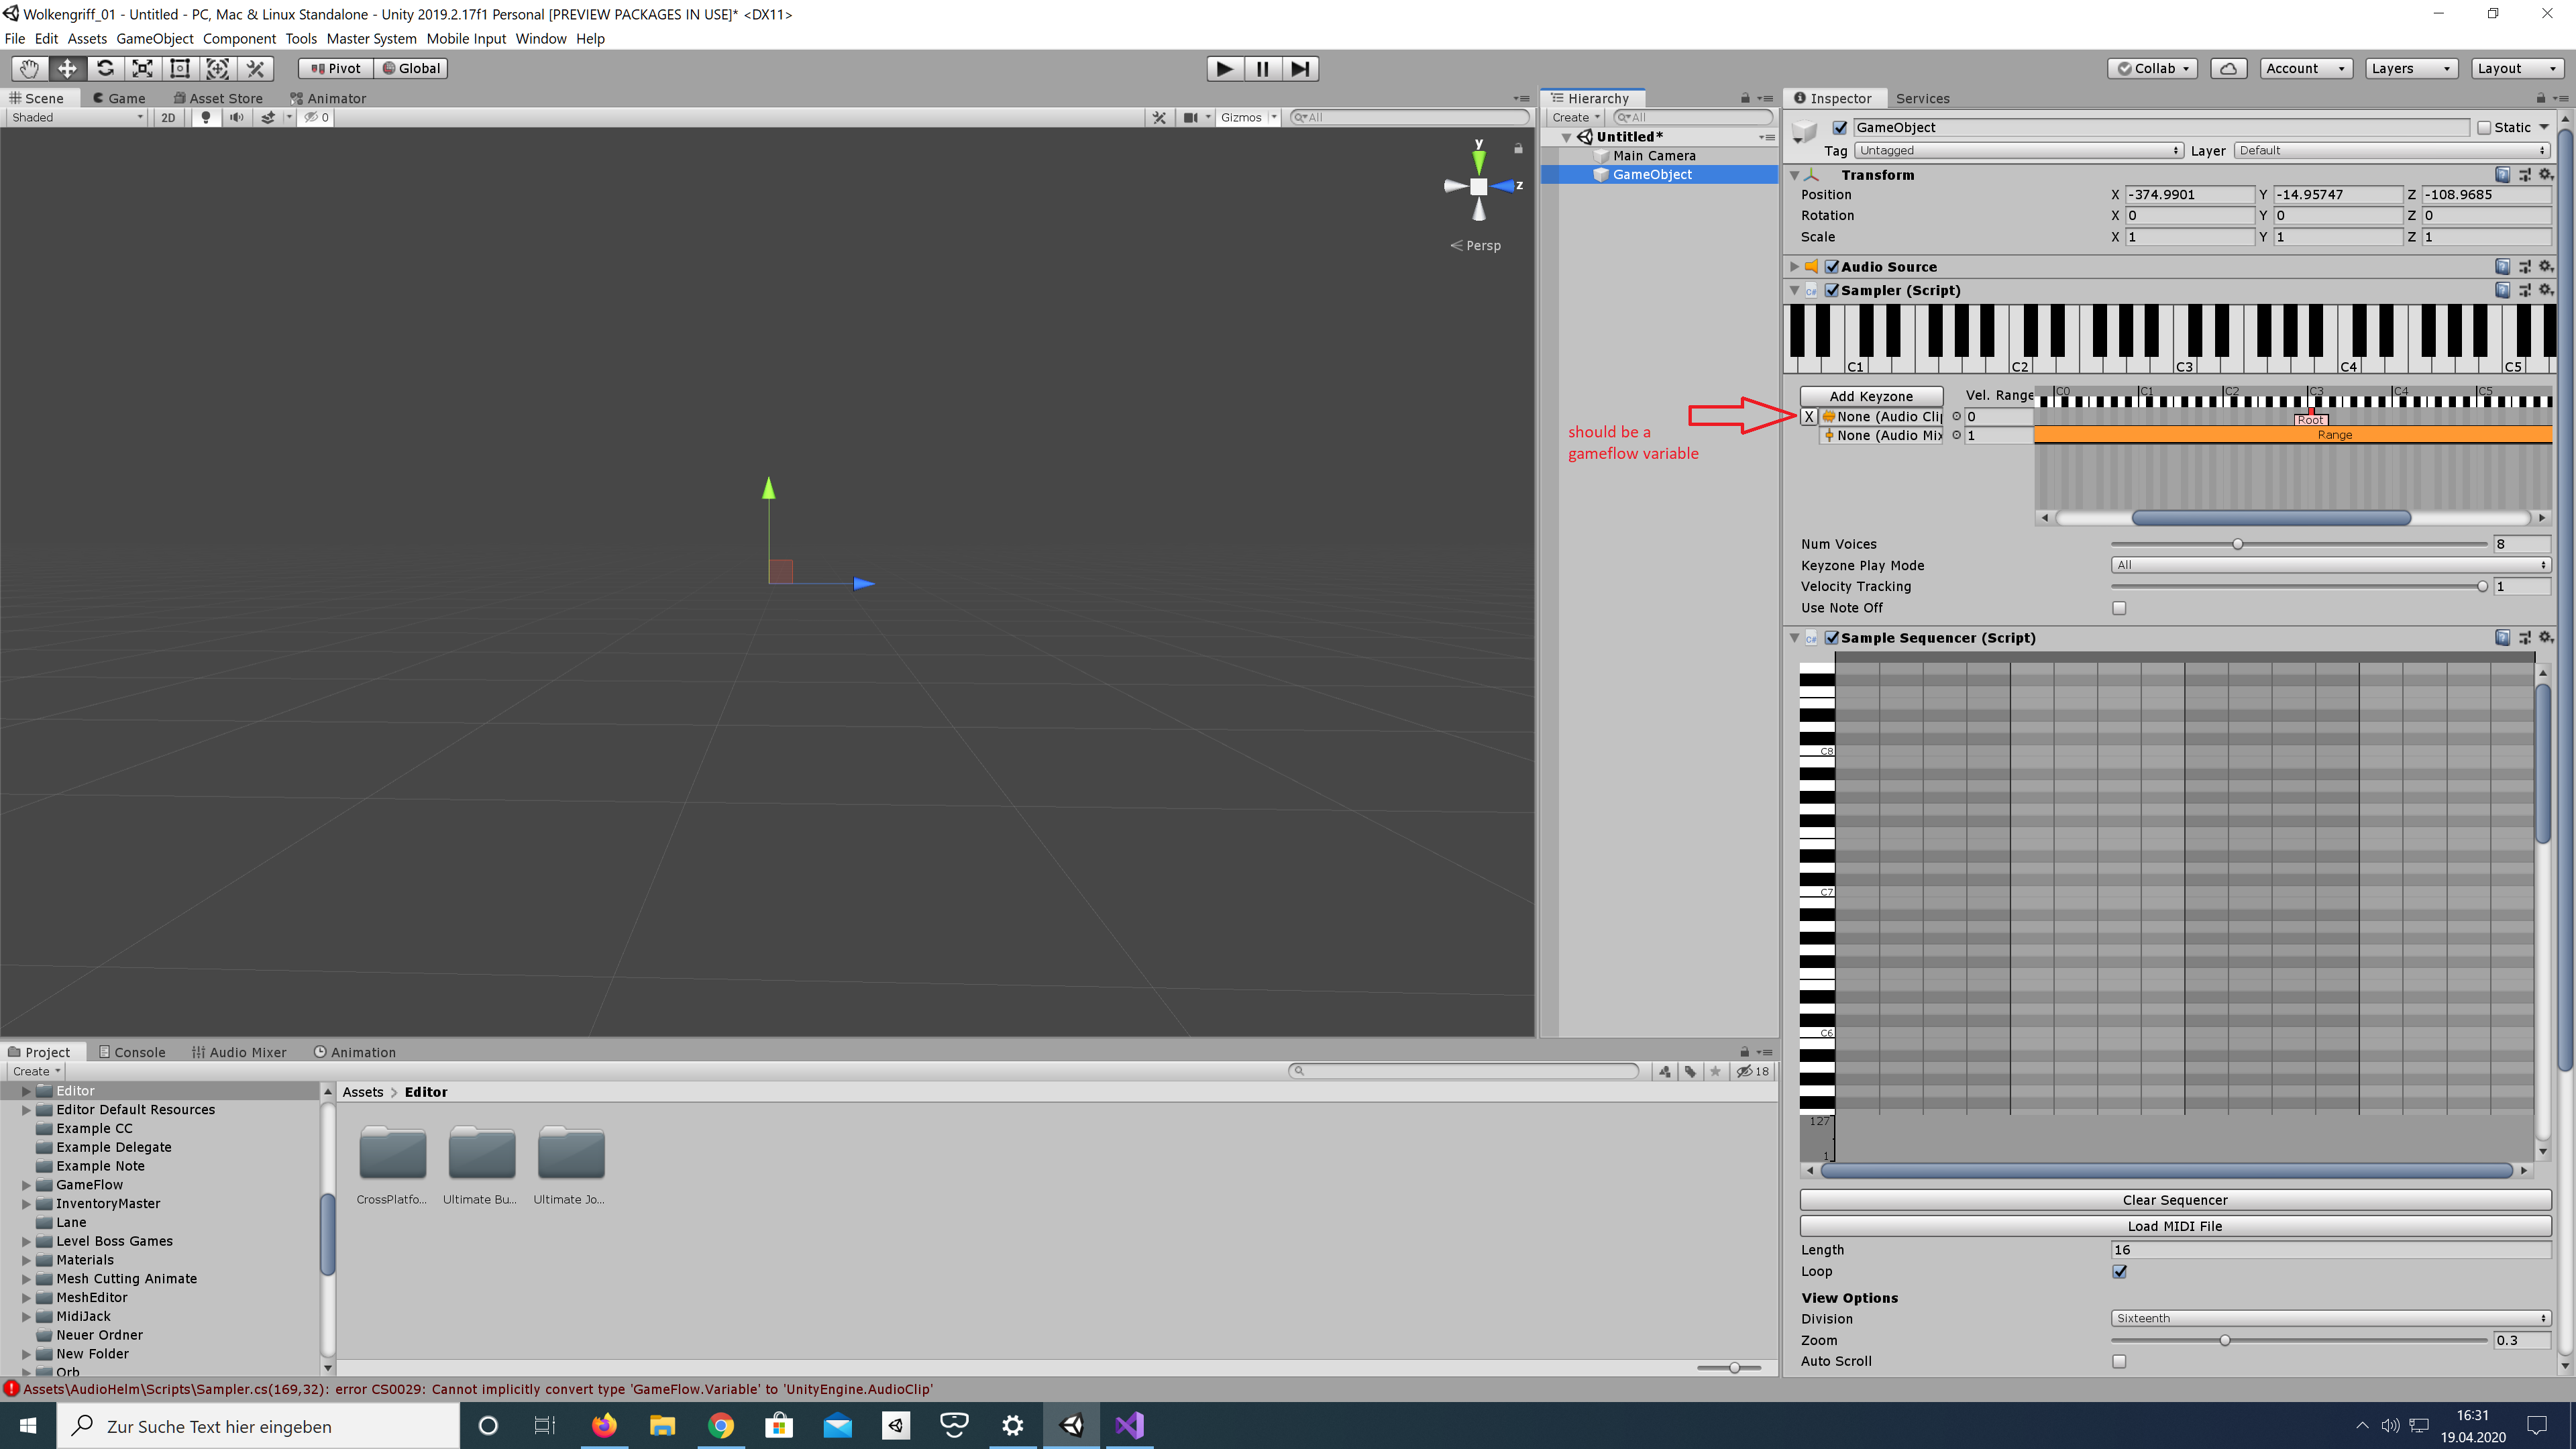 Wolkengriff_01 - Untitled - PC, Mac & Linux Standalone - Unity 2019.2.17f1 Personal [PREVIEW PACKAGES IN USE]* <DX11>
File Edit Assets GameObject Component Tools Master System Mobile Input Window Help
Pivot Global Collab Account Layers Layout
Scene Game Asset Store Animator
Shaded 2D 0 Gizmos All
y
z
Persp
Hierarchy
Create All
Untitled*
Main Camera
GameObject
should be a
gameflow variable
Inspector Services
GameObject Static
Tag Untagged Layer Default
Transform
Position X -374.9901 Y -14.95747 Z -108.9685
Rotation X 0 Y 0 Z 0
Scale X 1 Y 1 Z 1
Audio Source
C# Sampler (Script)
C1 C2 C3 C4 C5
Add Keyzone Vel. Range C0 C1 C2 C3 C4 C5
X None (Audio Cli 0 Root
None (Audio Mix 1 Range
Num Voices 8
Keyzone Play Mode All
Velocity Tracking 1
Use Note Off
C# Sample Sequencer (Script)
C8
C7
C6
127
1
Clear Sequencer
Load MIDI File
Length 16
Loop
View Options
Division Sixteenth
Zoom 0.3
Auto Scroll
Project Console Audio Mixer Animation
Create 18
Editor
Editor Default Resources
Example CC
Example Delegate
Example Note
GameFlow
InventoryMaster
Lane
Level Boss Games
Materials
Mesh Cutting Animate
MeshEditor
MidiJack
Neuer Ordner
New Folder
Orb
Assets > Editor
CrossPlatfo... Ultimate Bu... Ultimate Jo...
Assets\AudioHelm\Scripts\Sampler.cs(169,32): error CS0029: Cannot implicitly convert type 'GameFlow.Variable' to 'UnityEngine.AudioClip'
Zur Suche Text hier eingeben
16:31
19.04.2020